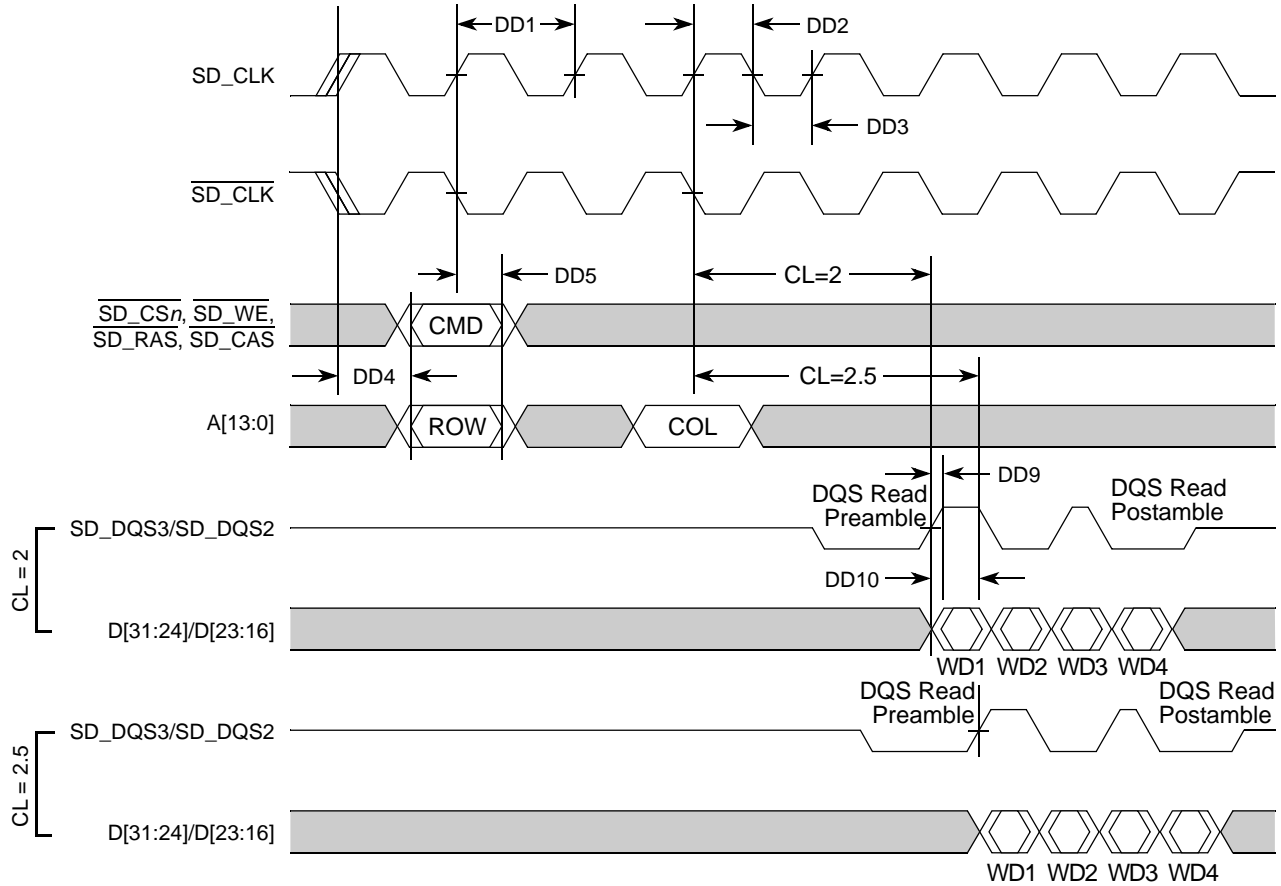 DD1
DD2
SD_CLK
DD3
SD_CLK
DD5
CL=2
SD_CSn, SD_WE,
SD_RAS, SD_CAS
CMD
DD4
CL=2.5
A[13:0]
ROW
COL
DD9
DQS Read
Preamble
DQS Read
Postamble
SD_DQS3/SD_DQS2
CL = 2
DD10
D[31:24]/D[23:16]
WD1 WD2 WD3 WD4
DQS Read
Preamble
DQS Read
Postamble
SD_DQS3/SD_DQS2
CL = 2.5
D[31:24]/D[23:16]
WD1 WD2 WD3 WD4